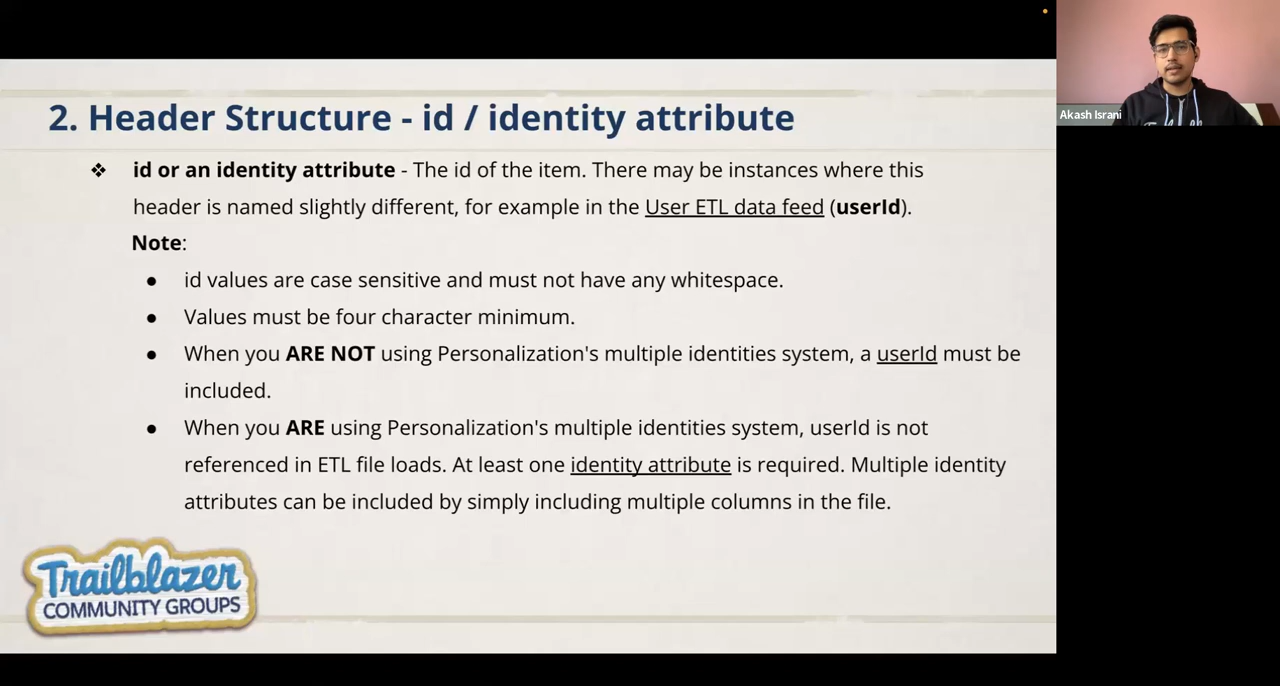 2. Header Structure - id / identity attribute
❖ id or an identity attribute - The id of the item. There may be instances where this
header is named slightly different, for example in the User ETL data feed (userId).
Note:
● id values are case sensitive and must not have any whitespace.
● Values must be four character minimum.
● When you ARE NOT using Personalization's multiple identities system, a userId must be
included.
● When you ARE using Personalization's multiple identities system, userId is not
referenced in ETL file loads. At least one identity attribute is required. Multiple identity
attributes can be included by simply including multiple columns in the file.
Trailblazer
COMMUNITY GROUPS
Akash Israni